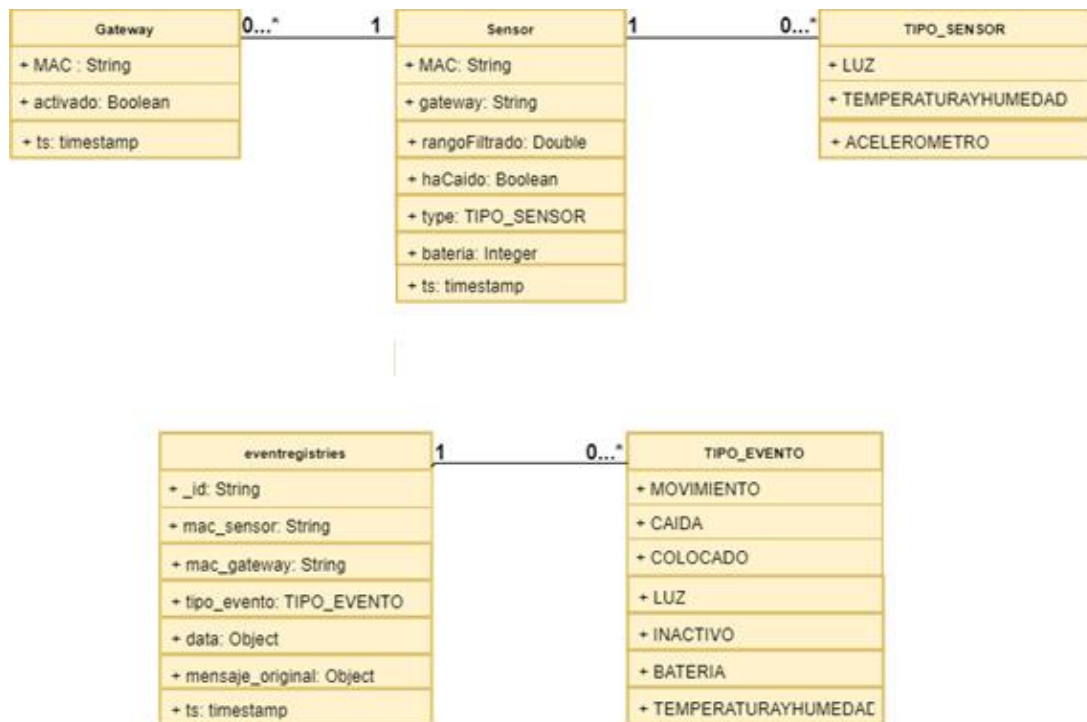 Gateway
+ MAC : String
+ activado: Boolean
+ ts: timestamp
0...*
1
Sensor
+ MAC: String
+ gateway: String
+ rangoFiltrado: Double
+ haCaido: Boolean
+ type: TIPO_SENSOR
+ bateria: Integer
+ ts: timestamp
1
0...*
TIPO_SENSOR
+ LUZ
+ TEMPERATURAYHUMEDAD
+ ACELEROMETRO
eventregistries
+ _id: String
+ mac_sensor: String
+ mac_gateway: String
+ tipo_evento: TIPO_EVENTO
+ data: Object
+ mensaje_original: Object
+ ts: timestamp
1
0...*
TIPO_EVENTO
+ MOVIMIENTO
+ CAIDA
+ COLOCADO
+ LUZ
+ INACTIVO
+ BATERIA
+ TEMPERATURAYHUMEDAD